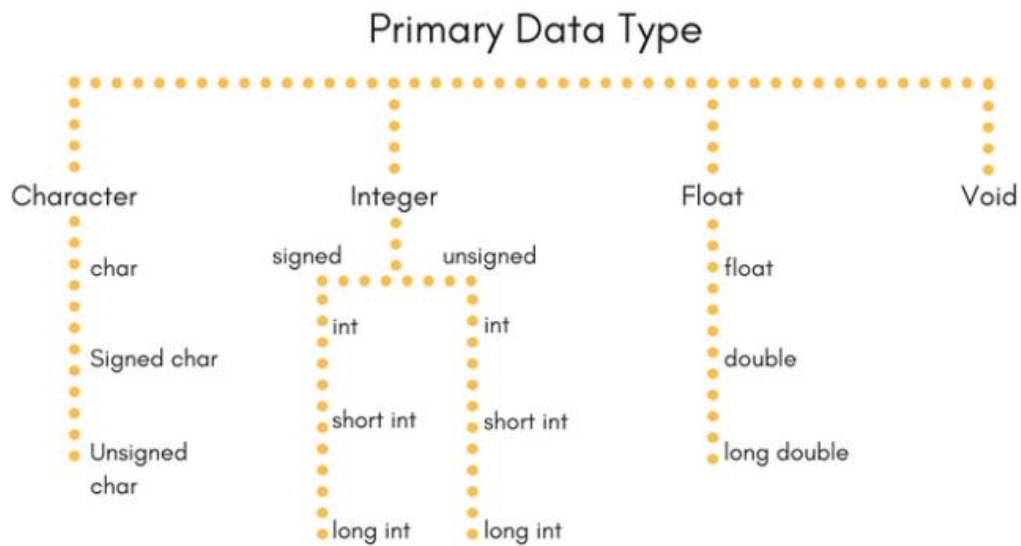 Primary Data Type
Character
Integer
Float
Void
char
Signed char
Unsigned
char
signed
unsigned
int
short int
long int
int
short int
long int
float
double
long double